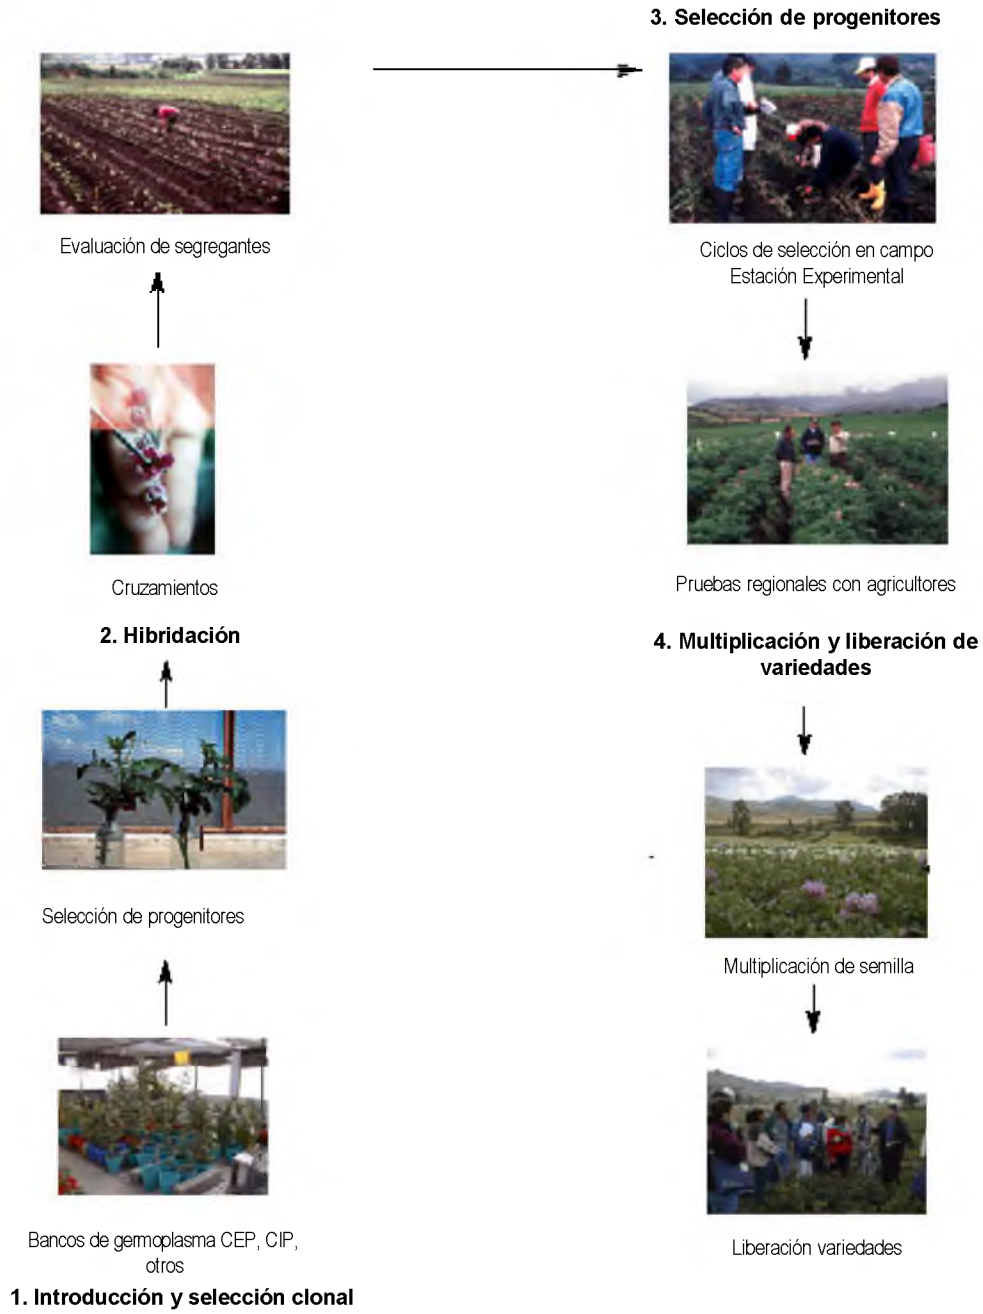 3. Selección de progenitores
Evaluación de segregantes
Ciclos de selección en campo
Estación Experimental
Cruzamientos
Pruebas regionales con agricultores
2. Hibridación
4. Multiplicación y liberación de
variedades
Selección de progenitores
Multiplicación de semilla
Bancos de germoplasma CEP, CIP,
otros
Liberación variedades
1. Introducción y selección clonal